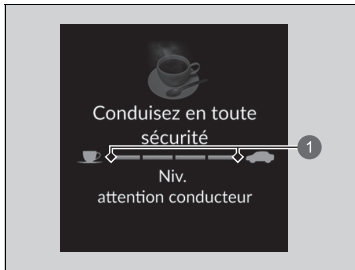 Conduisez en toute
sécurité
1
Niv.
attention conducteur